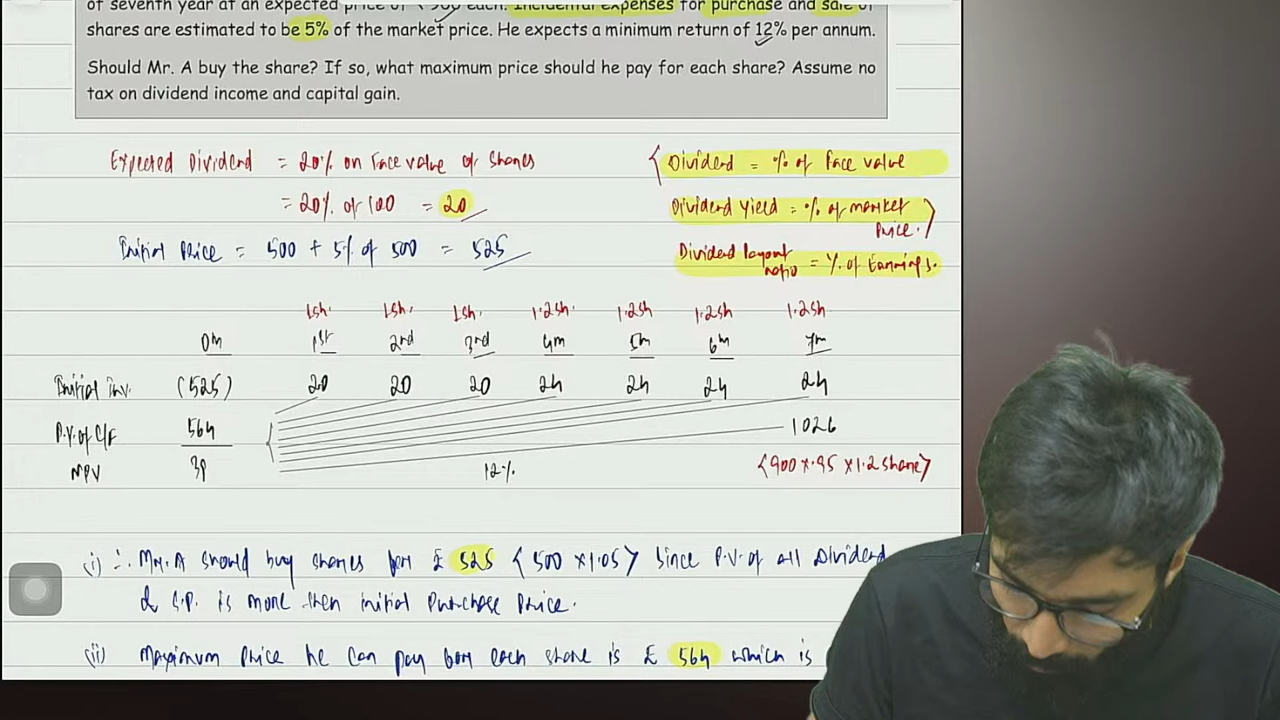 of seventh year at an expected price of ₹ 900 each. Incidental expenses for purchase and sale of
shares are estimated to be 5% of the market price. He expects a minimum return of 12% per annum.
Should Mr. A buy the share? If so, what maximum price should he pay for each share? Assume no
tax on dividend income and capital gain.
Expected Dividend = 20% on Face value of Shares
= 20% of 100 = 20
Initial Price = 500 + 5% of 500 = 525
Dividend = % of Face value
Dividend Yield = % of market
Price.
Dividend payout
ratio = % of Earnings.
1sh. 1sh. 1sh. 1.2sh. 1.2sh 1.2sh 1.2sh
0th 1st 2nd 3rd 4th 5th 6th 7th
Initial Inv. (525) 20 20 20 24 24 24 24
P.V. of C/F 564 1026
NPV 39 12% (900 x .95 x 1.2 share)
(i) ∴ Mr. A should buy shares for ₹ 525 (500 x 1.05) since P.V. of all Dividend
& S.P. is more then initial Purchase Price.
(ii) Maximum Price he can pay for each share is ₹ 564 which is